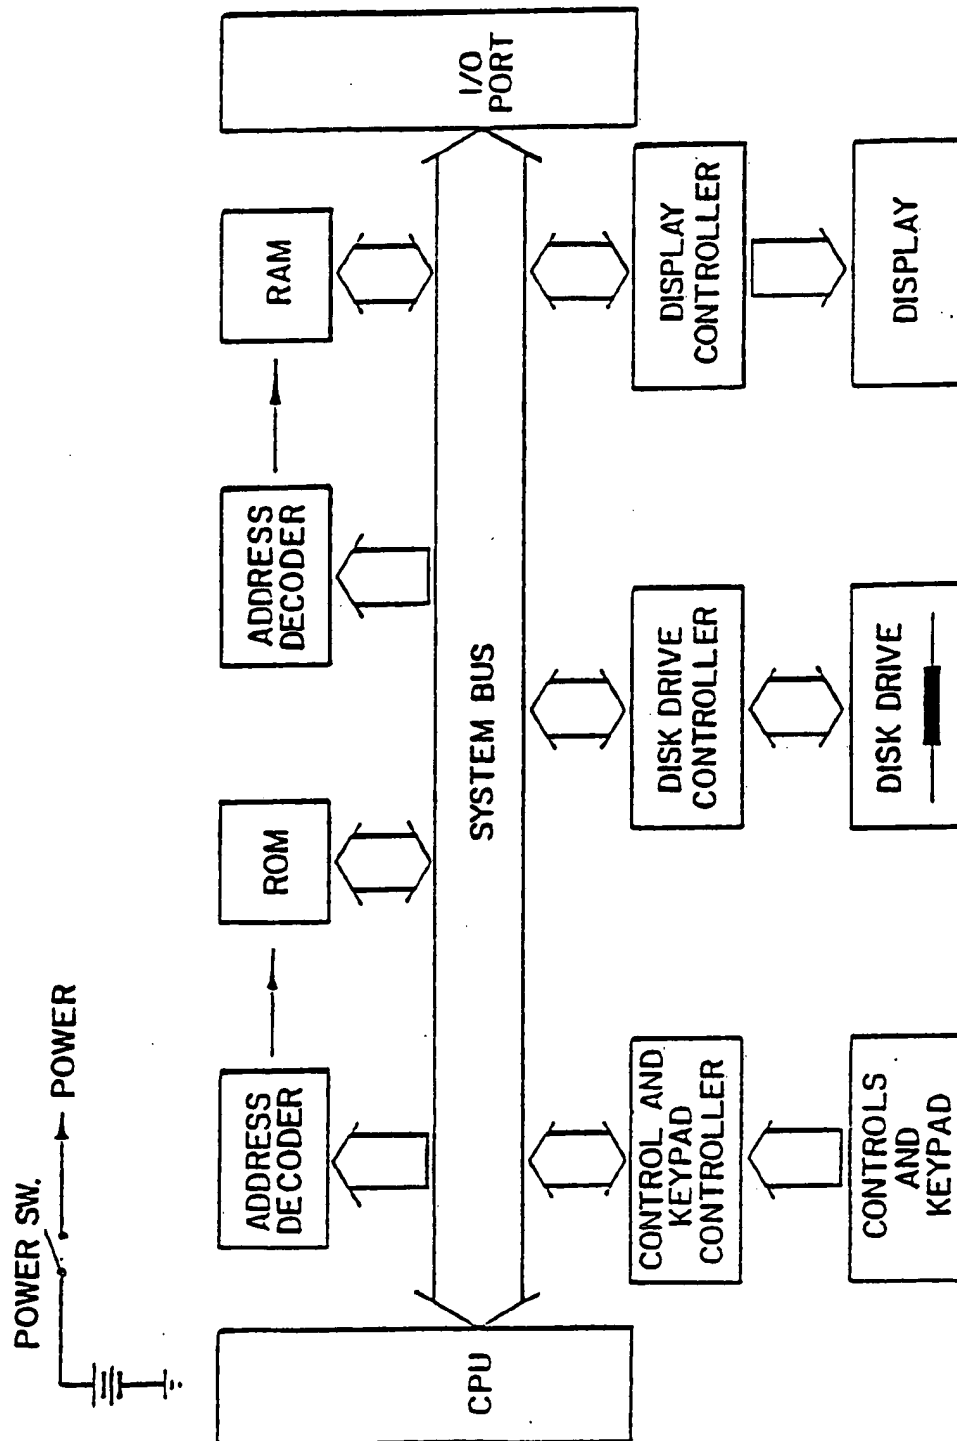 POWER SW.
POWER
ADDRESS
DECODER
ROM
ADDRESS
DECODER
RAM
CPU
SYSTEM BUS
I/O
PORT
CONTROL AND
KEYPAD
CONTROLLER
DISK DRIVE
CONTROLLER
DISPLAY
CONTROLLER
CONTROLS
AND
KEYPAD
DISK DRIVE
DISPLAY